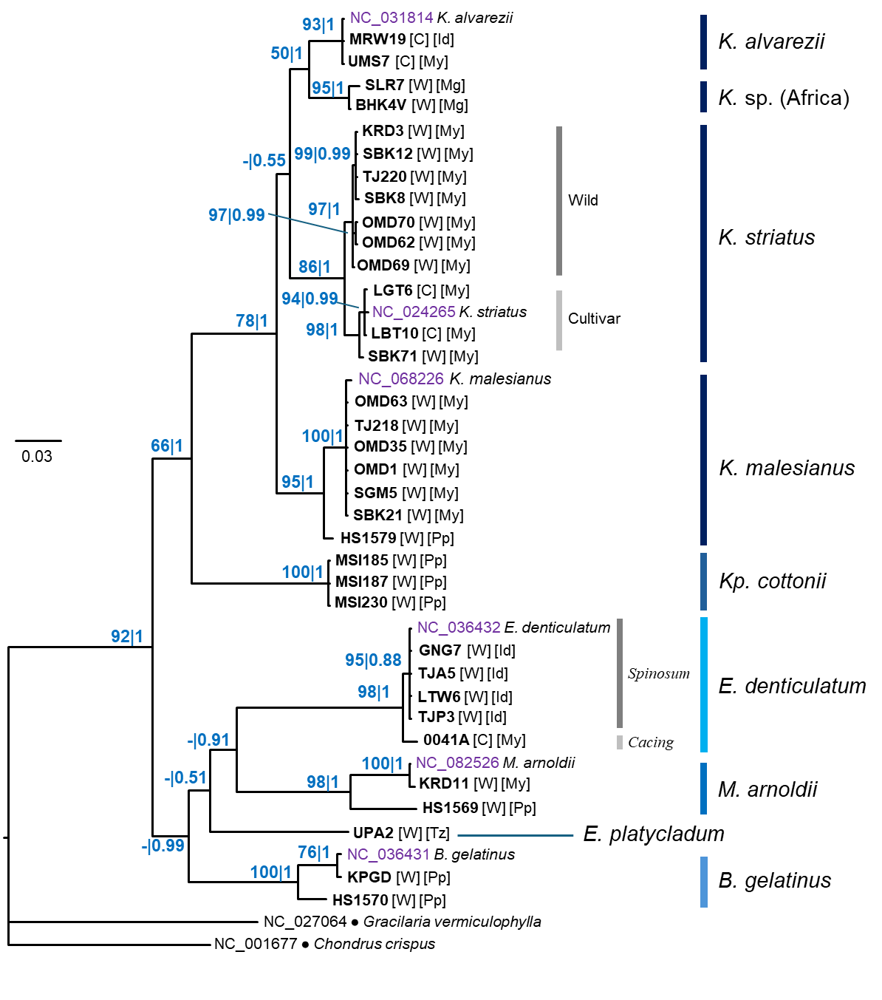 NC_031814 K. alvarezii
93|1
MRW19 [C] [Id]
K. alvarezii
50|1
UMS7 [C] [My]
SLR7 [W] [Mg]
95|1
BHK4V [W] [Mg]
K. sp. (Africa)
KRD3 [W] [My]
99|0.99
SBK12 [W] [My]
-|0.55
TJ220 [W] [My]
SBK8 [W] [My]
Wild
97|1
97|0.99
OMD70 [W] [My]
OMD62 [W] [My]
K. striatus
OMD69 [W] [My]
86|1
LGT6 [C] [My]
94|0.99
NC_024265 K. striatus
Cultivar
98|1
LBT10 [C] [My]
78|1
SBK71 [W] [My]
NC_068226 K. malesianus
OMD63 [W] [My]
TJ218 [W] [My]
100|1
OMD35 [W] [My]
66|1
0.03
OMD1 [W] [My]
K. malesianus
95|1
SGM5 [W] [My]
SBK21 [W] [My]
HS1579 [W] [Pp]
MSI185 [W] [Pp]
100|1
MSI187 [W] [Pp]
Kp. cottonii
MSI230 [W] [Pp]
NC_036432 E. denticulatum
92|1
GNG7 [W] [Id]
95|0.88
TJA5 [W] [Id]
Spinosum
E. denticulatum
98|1
LTW6 [W] [Id]
TJP3 [W] [Id]
0041A [C] [My]
Cacing
-|0.91
NC_082526 M. arnoldii
100|1
KRD11 [W] [My]
M. arnoldii
-|0.51
98|1
HS1569 [W] [Pp]
UPA2 [W] [Tz]
E. platycladum
-|0.99
76|1
NC_036431 B. gelatinus
100|1
KPGD [W] [Pp]
B. gelatinus
HS1570 [W] [Pp]
NC_027064 ● Gracilaria vermiculophylla
NC_001677 ● Chondrus crispus